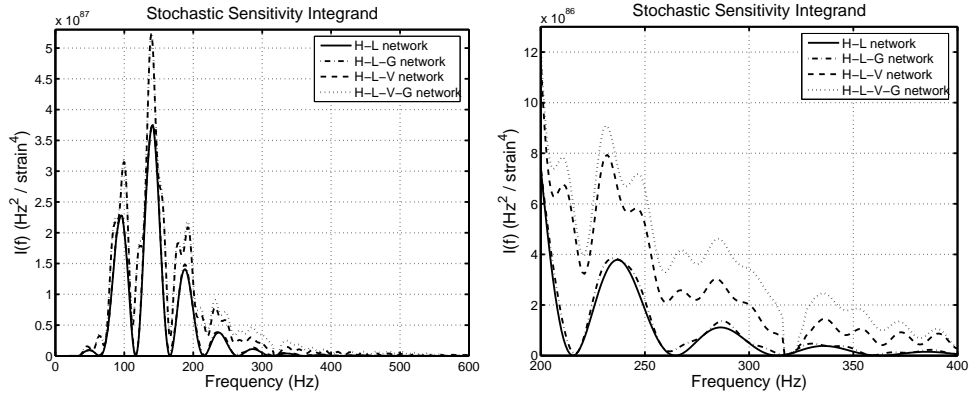 Stochastic Sensitivity Integrand
x 10^87
5
4.5
3.5
3
2.5
2
1.5
1
0.5
0
I(f) (Hz^2 / strain^4)
0 100 200 300 400 500 600
Frequency (Hz)
H−L network
H−L−G network
H−L−V network
H−L−V−G network
Stochastic Sensitivity Integrand
x 10^86
12
10
8
6
4
2
0
I(f) (Hz^2 / strain^4)
200 250 300 350 400
Frequency (Hz)
H−L network
H−L−G network
H−L−V network
H−L−V−G network